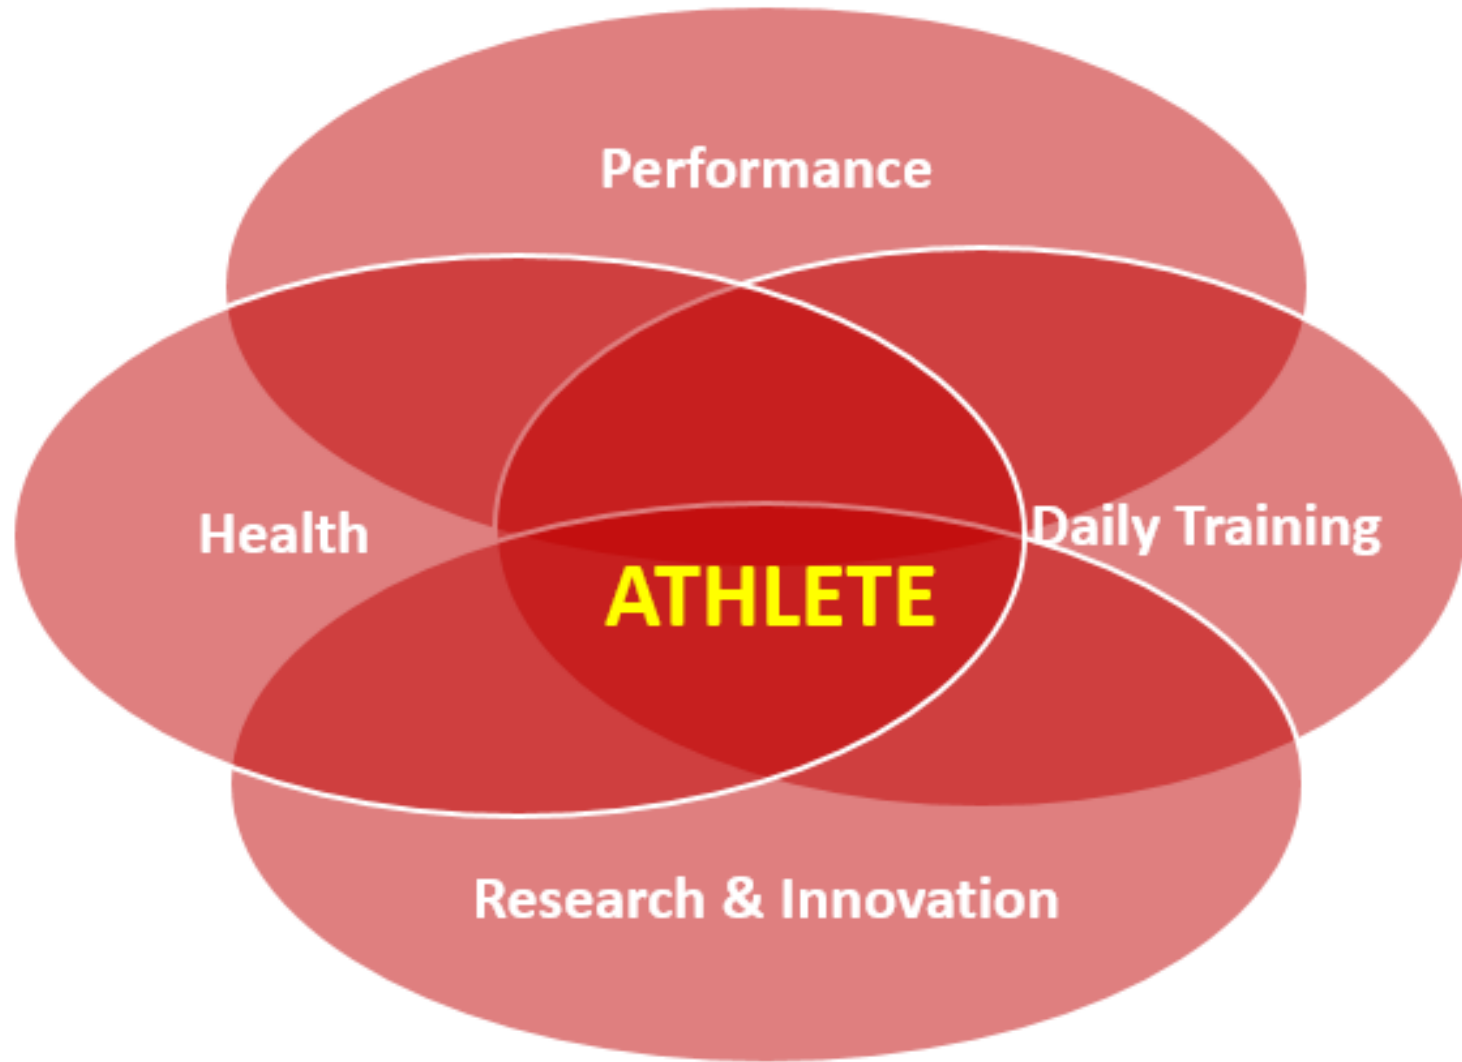 Performance
Health
Daily Training
ATHLETE
Research & Innovation